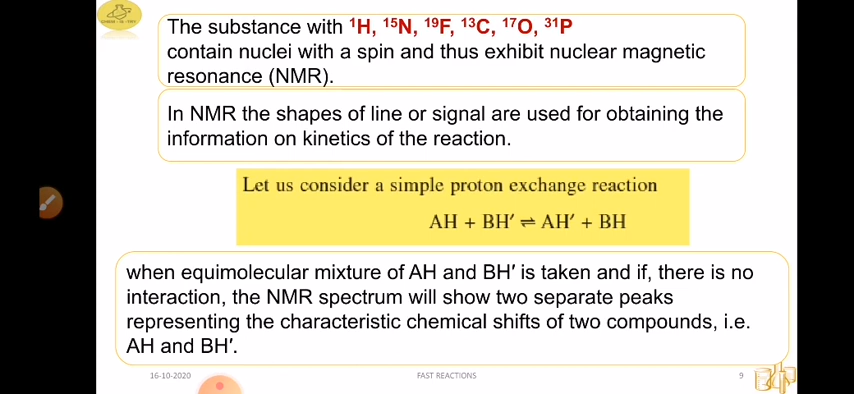 The substance with ¹H, ¹⁵N, ¹⁹F, ¹³C, ¹⁷O, ³¹P
contain nuclei with a spin and thus exhibit nuclear magnetic
resonance (NMR).
In NMR the shapes of line or signal are used for obtaining the
information on kinetics of the reaction.
Let us consider a simple proton exchange reaction
AH + BH′ ⇌ AH′ + BH
when equimolecular mixture of AH and BH′ is taken and if, there is no
interaction, the NMR spectrum will show two separate peaks
representing the characteristic chemical shifts of two compounds, i.e.
AH and BH′.
16-10-2020 FAST REACTIONS 9